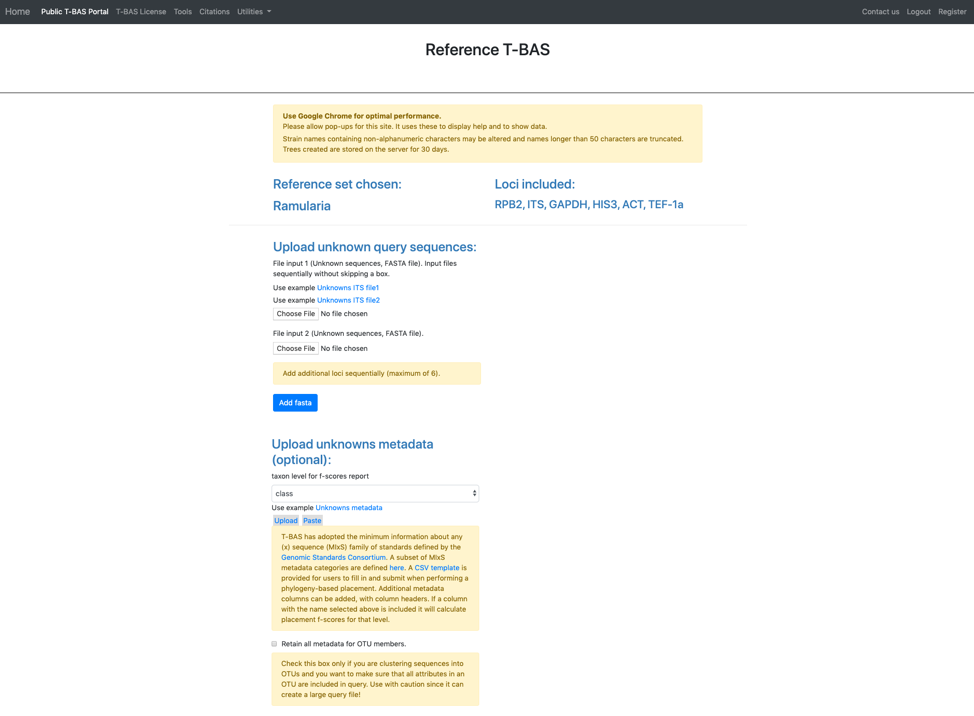 Home Public T-BAS Portal T-BAS License Tools Citations Utilities Contact us Logout Register
Reference T-BAS
Use Google Chrome for optimal performance.
Please allow pop-ups for this site. It uses these to display help and to show data.
Strain names containing non-alphanumeric characters may be altered and names longer than 50 characters are truncated.
Trees created are stored on the server for 30 days.
Reference set chosen:
Ramularia
Loci included:
RPB2, ITS, GAPDH, HIS3, ACT, TEF-1a
Upload unknown query sequences:
File input 1 (Unknown sequences, FASTA file). Input files
sequentially without skipping a box.
Use example Unknowns ITS file1
Use example Unknowns ITS file2
Choose File No file chosen
File input 2 (Unknown sequences, FASTA file).
Choose File No file chosen
Add additional loci sequentially (maximum of 6).
Add fasta
Upload unknowns metadata
(optional):
taxon level for f-scores report
class
Use example Unknowns metadata
Upload Paste
T-BAS has adopted the minimum information about any
(x) sequence (MIxS) family of standards defined by the
Genomic Standards Consortium. A subset of MIxS
metadata categories are defined here. A CSV template is
provided for users to fill in and submit when performing a
phylogeny-based placement. Additional metadata
columns can be added, with column headers. If a column
with the name selected above is included it will calculate
placement f-scores for that level.
Retain all metadata for OTU members.
Check this box only if you are clustering sequences into
OTUs and you want to make sure that all attributes in an
OTU are included in query. Use with caution since it can
create a large query file!